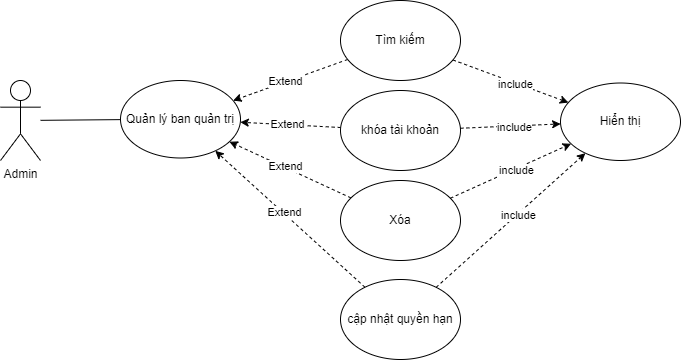 Tìm kiếm
Extend
include
Quản lý ban quản trị
Extend
khóa tài khoản
include
Hiển thị
Admin
Extend
include
Xóa
Extend
include
cập nhật quyền hạn